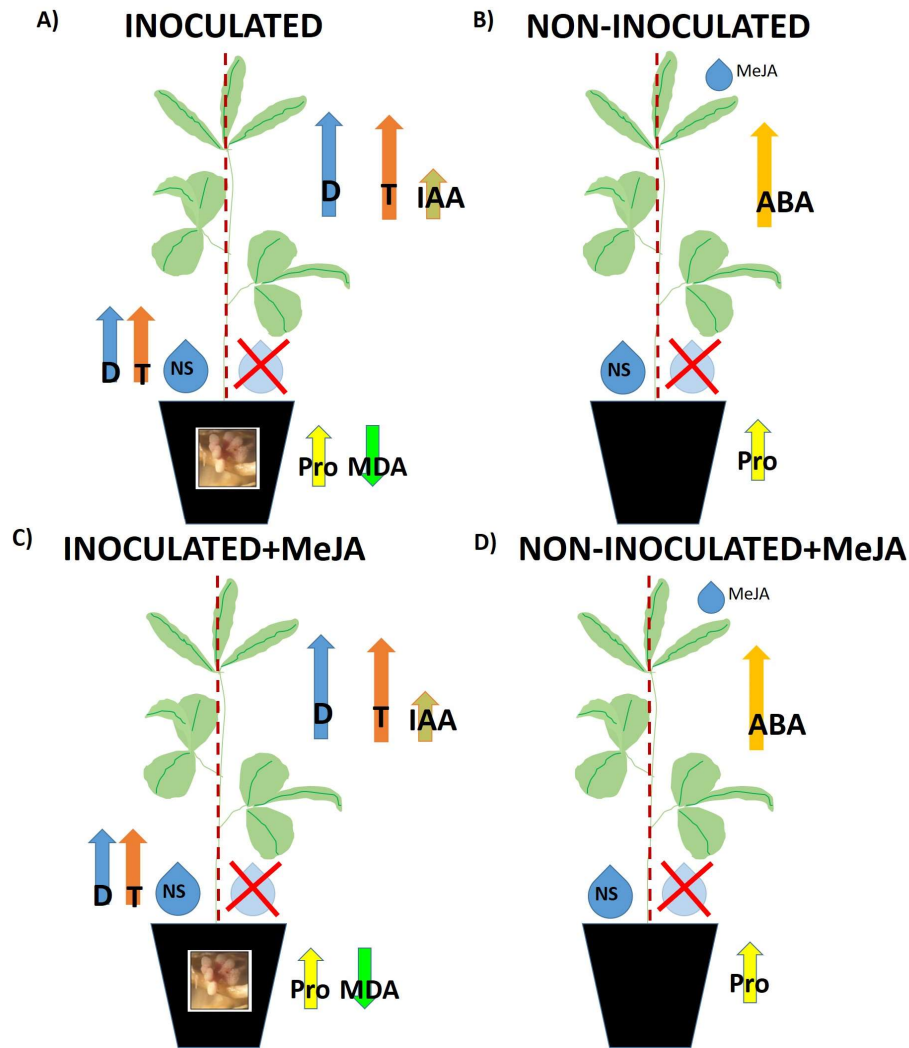 A) INOCULATED
D T IAA
D T NS
Pro MDA
B) NON-INOCULATED
MeJA
ABA
NS
Pro
C) INOCULATED+MeJA
D T IAA
D T NS
Pro MDA
D) NON-INOCULATED+MeJA
MeJA
ABA
NS
Pro